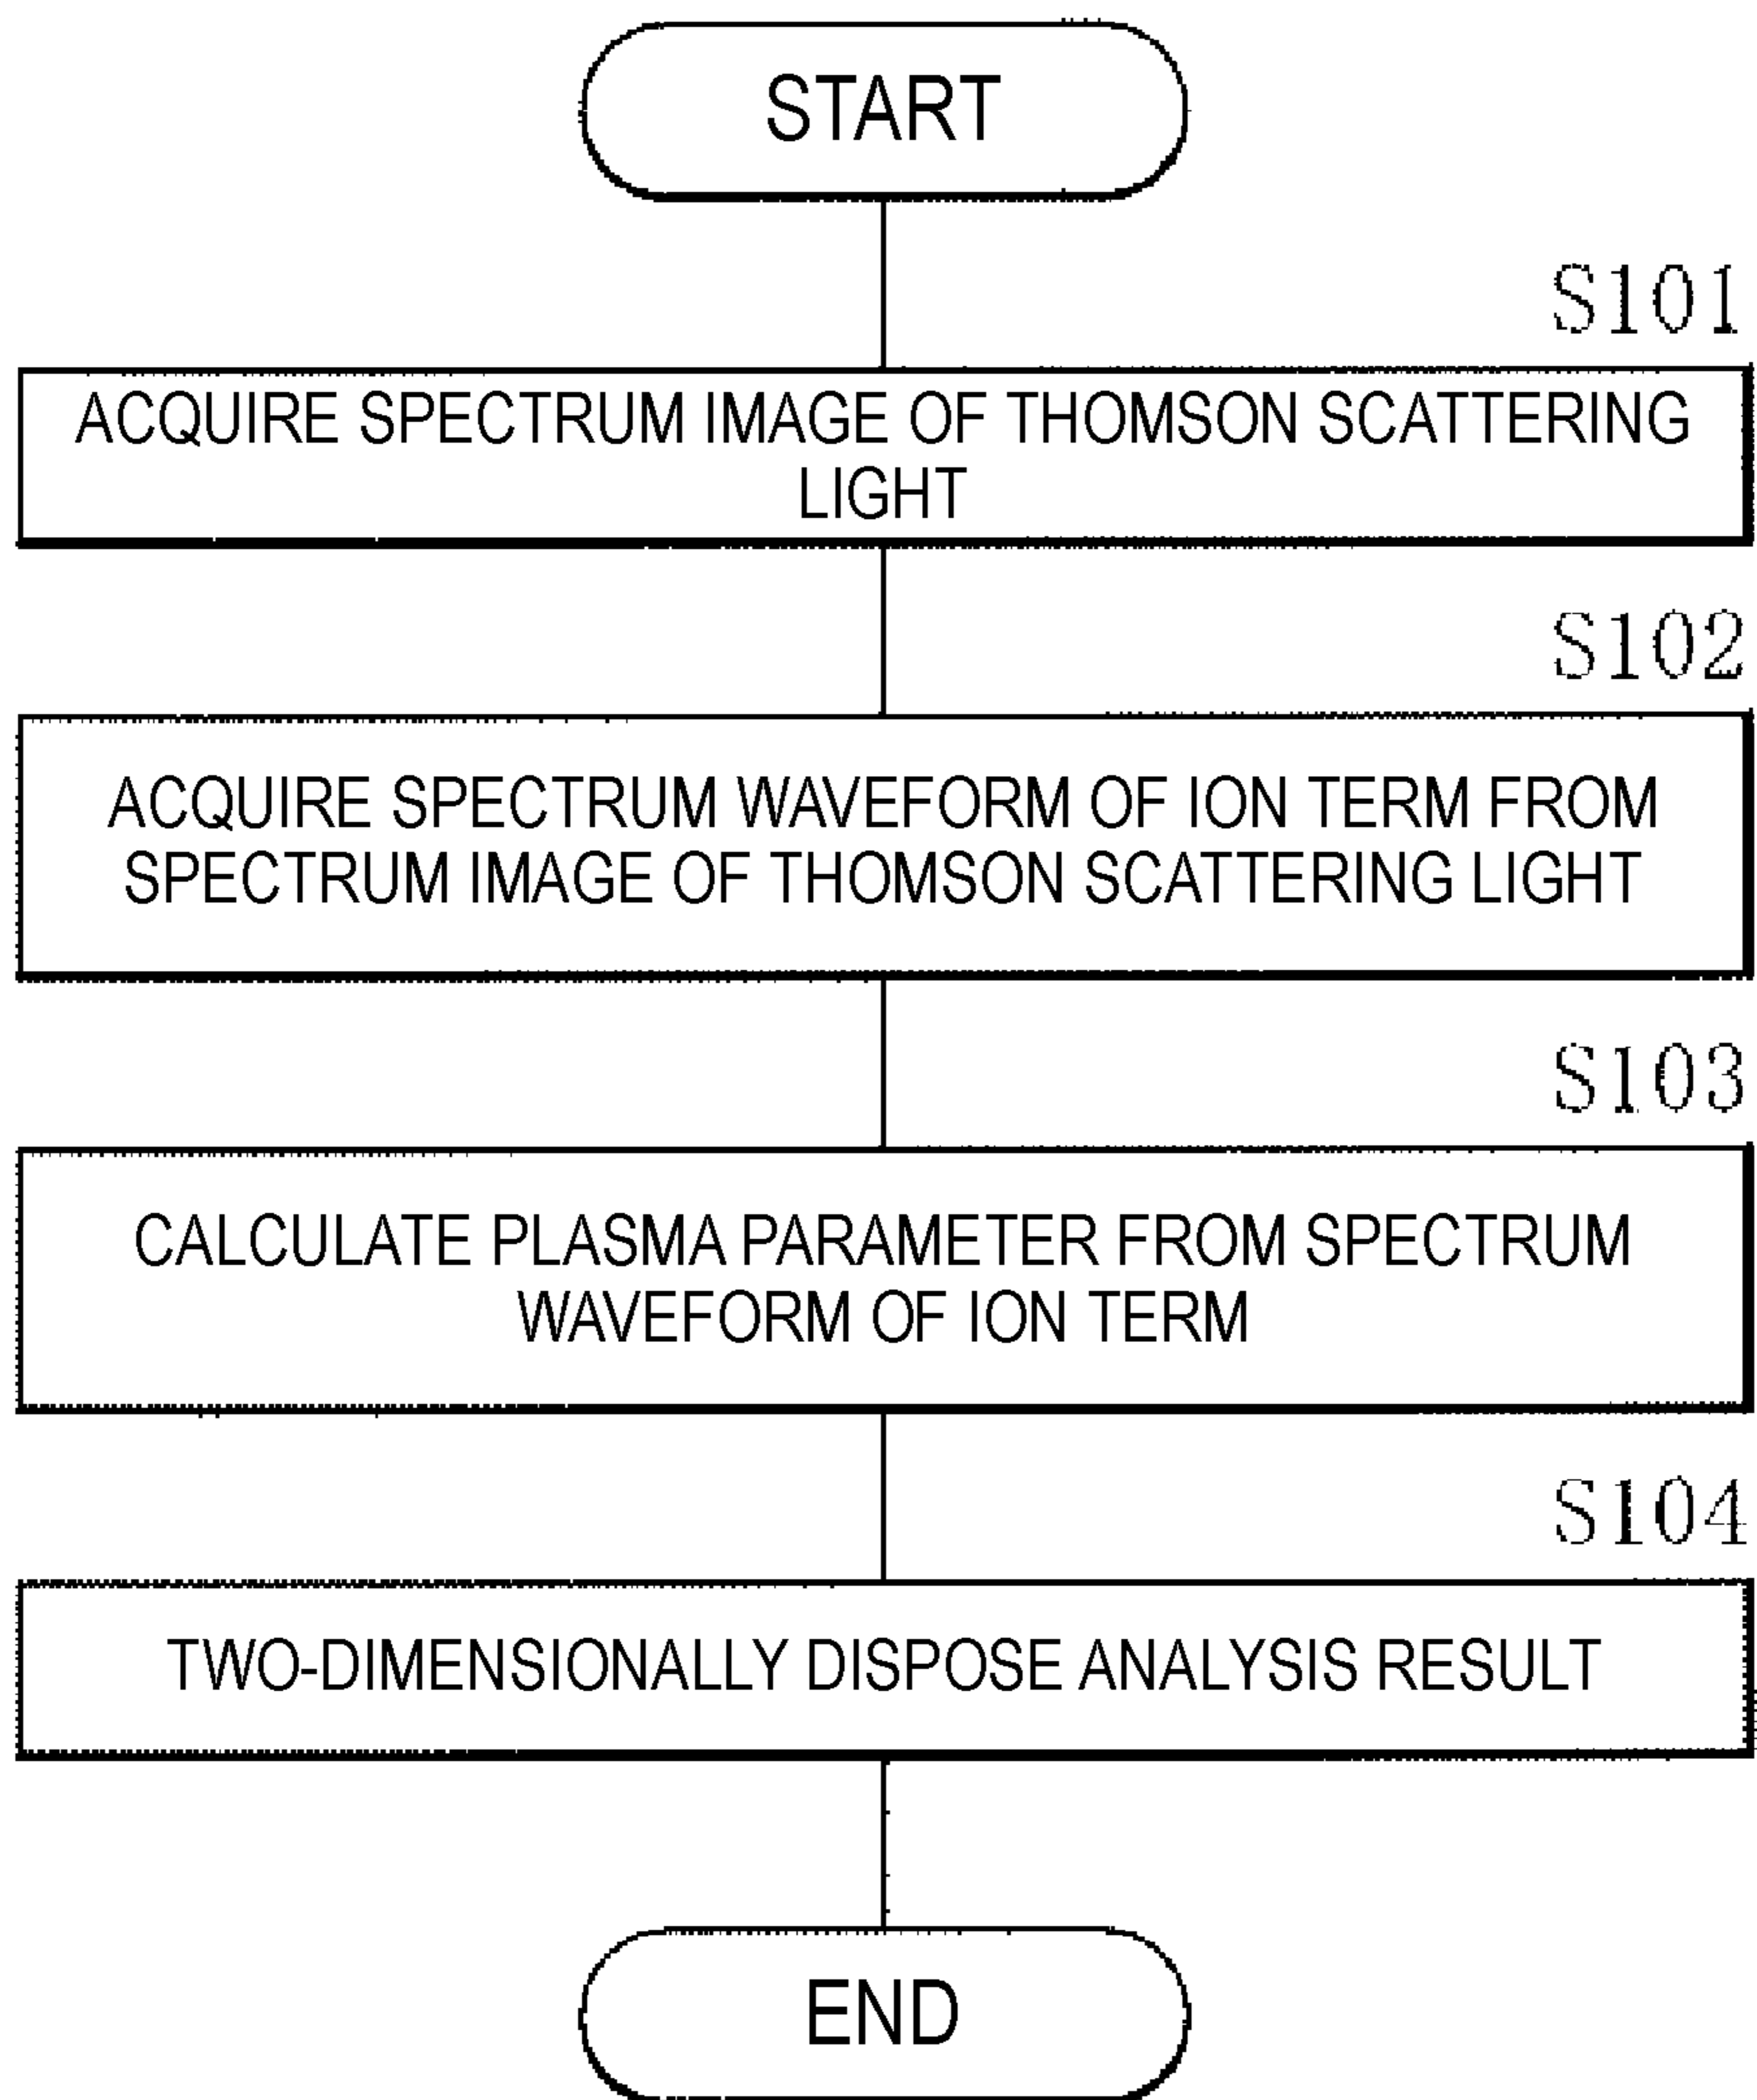 START
S101
ACQUIRE SPECTRUM IMAGE OF THOMSON SCATTERING
LIGHT
S102
ACQUIRE SPECTRUM WAVEFORM OF ION TERM FROM
SPECTRUM IMAGE OF THOMSON SCATTERING LIGHT
S103
CALCULATE PLASMA PARAMETER FROM SPECTRUM
WAVEFORM OF ION TERM
S104
TWO-DIMENSIONALLY DISPOSE ANALYSIS RESULT
END